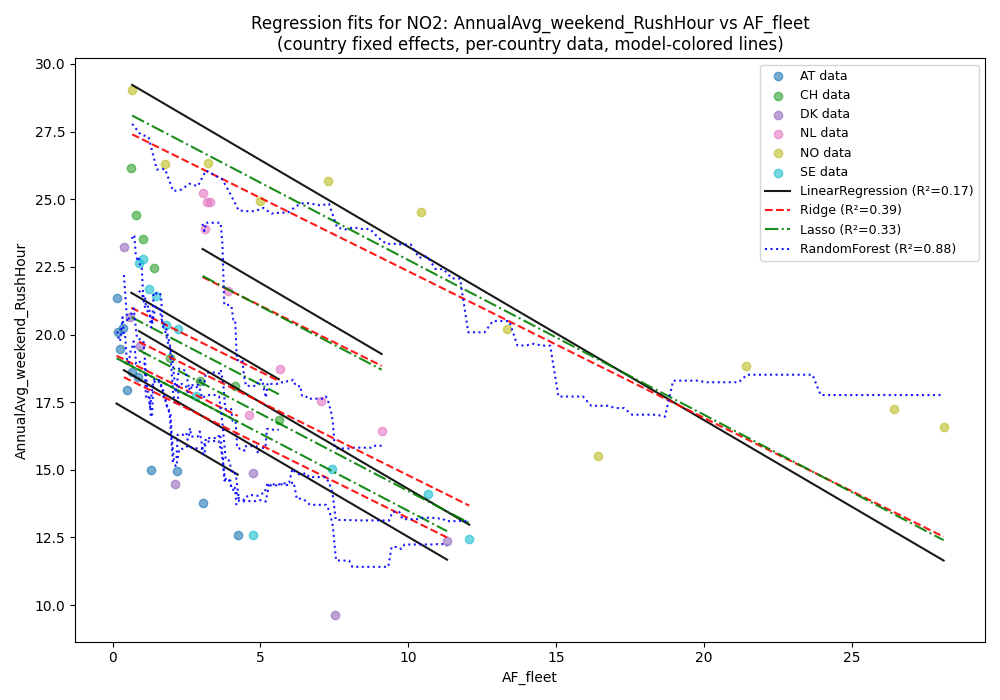 Regression fits for NO2: AnnualAvg_weekend_RushHour vs AF_fleet
(country fixed effects, per-country data, model-colored lines)
AnnualAvg_weekend_RushHour
30.0
27.5
25.0
22.5
20.0
17.5
15.0
12.5
10.0
AT data
CH data
DK data
NL data
NO data
SE data
LinearRegression (R²=0.17)
Ridge (R²=0.39)
Lasso (R²=0.33)
RandomForest (R²=0.88)
0 5 10 15 20 25
AF_fleet